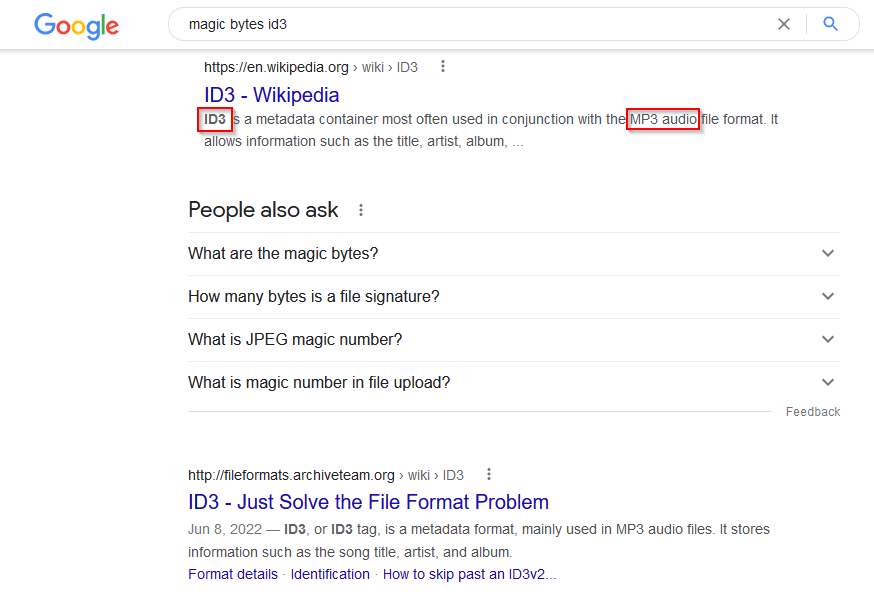 Google
magic bytes id3
https://en.wikipedia.org › wiki › ID3
ID3 - Wikipedia
ID3 is a metadata container most often used in conjunction with the MP3 audio file format. It
allows information such as the title, artist, album, ...
People also ask
What are the magic bytes?
How many bytes is a file signature?
What is JPEG magic number?
What is magic number in file upload?
Feedback
http://fileformats.archiveteam.org › wiki › ID3
ID3 - Just Solve the File Format Problem
Jun 8, 2022 — ID3, or ID3 tag, is a metadata format, mainly used in MP3 audio files. It stores
information such as the song title, artist, and album.
Format details · Identification · How to skip past an ID3v2...